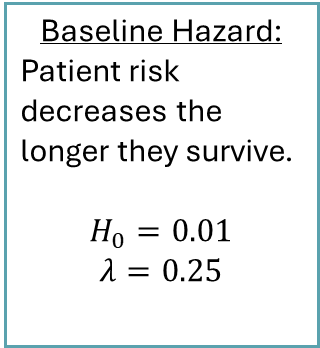 Baseline Hazard:
Patient risk
decreases the
longer they survive.
H₀ = 0.01
λ = 0.25